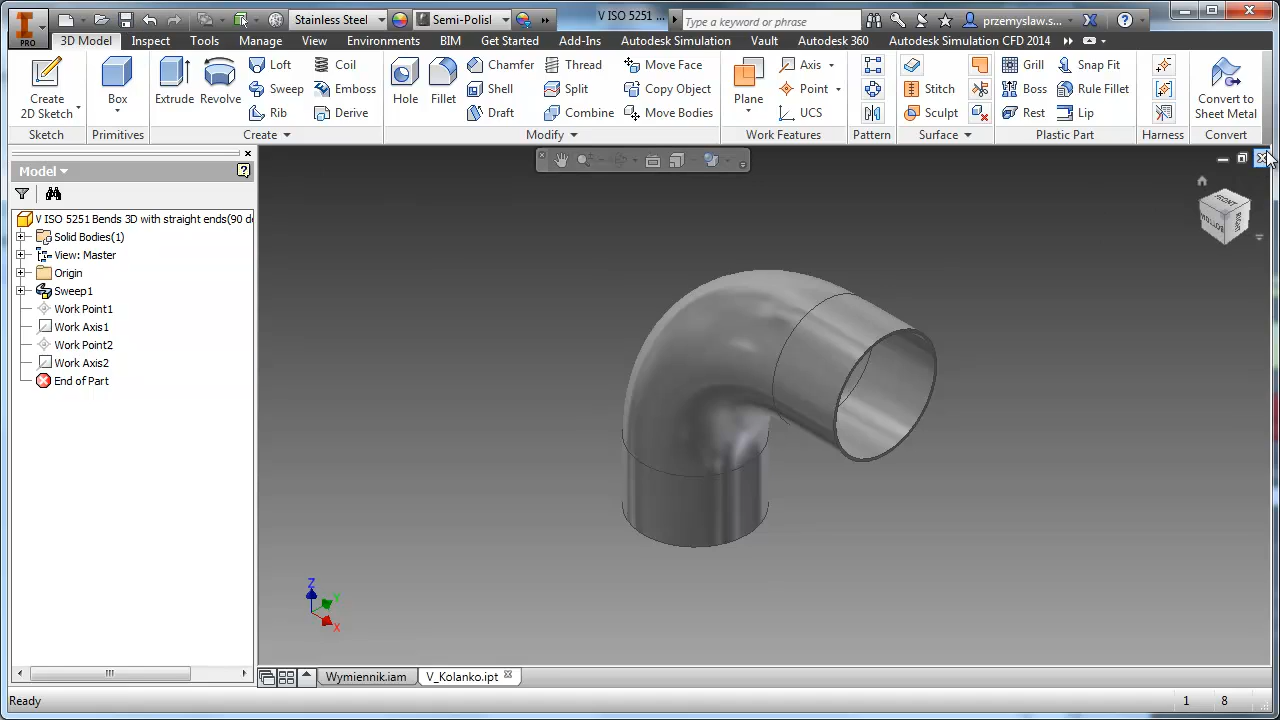 PRO
Stainless Steel
Semi-Polisl
V ISO 5251 ...
Type a keyword or phrase
przemyslaw.s...
3D Model Inspect Tools Manage View Environments BIM Get Started Add-Ins Autodesk Simulation Vault Autodesk 360 Autodesk Simulation CFD 2014
Create
2D Sketch
Sketch
Box
Primitives
Extrude
Revolve
Loft
Sweep
Rib
Coil
Emboss
Derive
Create
Hole
Fillet
Chamfer
Shell
Draft
Thread
Split
Combine
Move Face
Copy Object
Move Bodies
Modify
Plane
Axis
Point
UCS
Work Features
Pattern
Stitch
Sculpt
Surface
Grill
Boss
Rest
Snap Fit
Rule Fillet
Lip
Plastic Part
Harness
Convert to
Sheet Metal
Convert
Model
V ISO 5251 Bends 3D with straight ends(90 de
Solid Bodies(1)
View: Master
Origin
Sweep1
Work Point1
Work Axis1
Work Point2
Work Axis2
End of Part
FRONT
RIGHT
BOTTOM
Z
Y
X
Wymiennik.iam
V_Kolanko.ipt
Ready
1
8